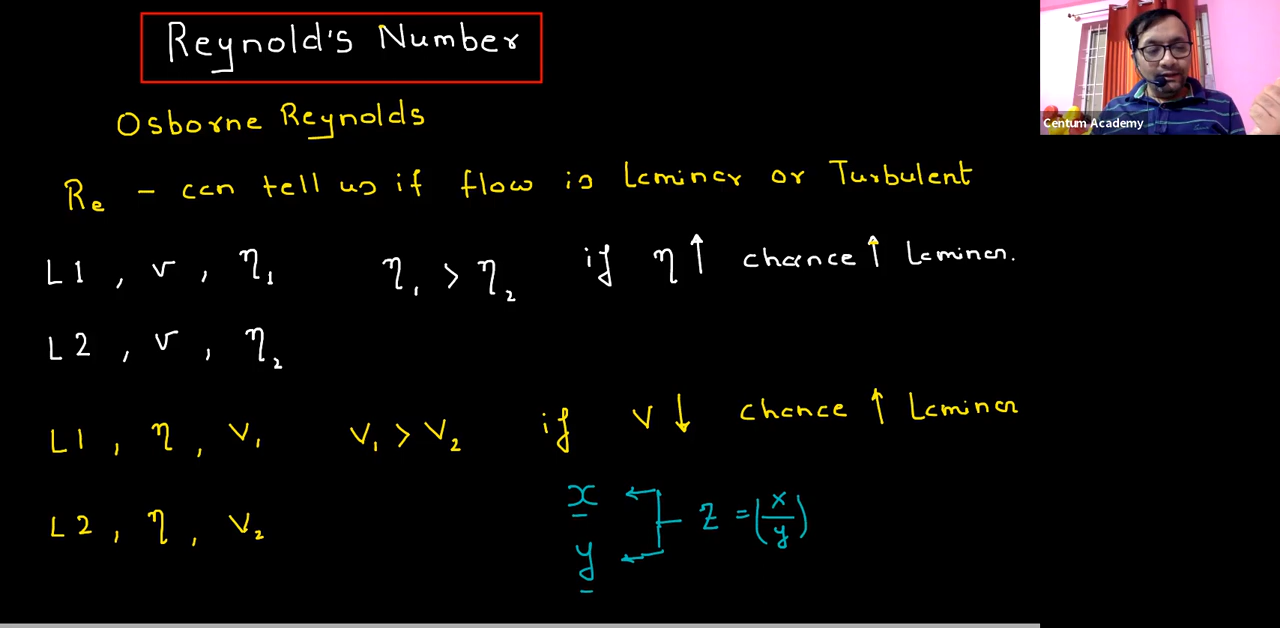 Reynold's Number
Osborne Reynolds
Re - can tell us if flow is Laminar or Turbulent
L1, v, η₁ η₁ > η₂ if η↑ chance↑ Laminar.
L2, v, η₂
L1, η, V₁ V₁ > V₂ if v↓ chance↑ Laminar
L2, η, V₂
x
y
z = (x/y)
Centum Academy